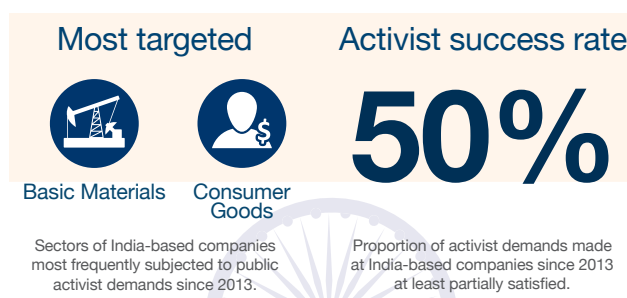 Most targeted
Basic Materials
Consumer
Goods
Sectors of India-based companies
most frequently subjected to public
activist demands since 2013.
Activist success rate
50%
Proportion of activist demands made
at India-based companies since 2013
at least partially satisfied.